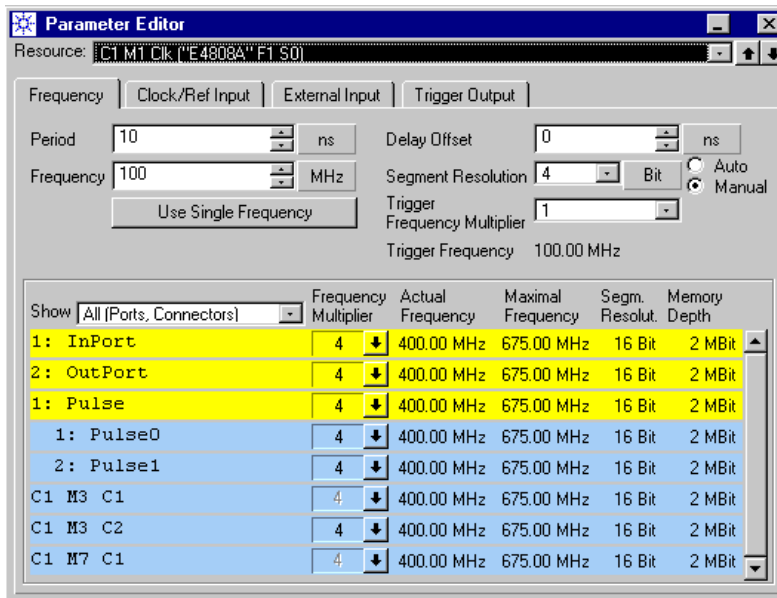 Parameter Editor
Resource: C1 M1 Clk ("E4808A" F1 S0)
Frequency Clock/Ref Input External Input Trigger Output
Period 10 ns Delay Offset 0 ns
Frequency 100 MHz Segment Resolution 4 Bit Auto
Manual
Use Single Frequency Trigger Frequency Multiplier 1
Trigger Frequency 100.00 MHz
Show All (Ports, Connectors) Frequency Multiplier Actual Frequency Maximal Frequency Segm. Resolut. Memory Depth
1: InPort 4 400.00 MHz 675.00 MHz 16 Bit 2 MBit
2: OutPort 4 400.00 MHz 675.00 MHz 16 Bit 2 MBit
1: Pulse 4 400.00 MHz 675.00 MHz 16 Bit 2 MBit
1: Pulse0 4 400.00 MHz 675.00 MHz 16 Bit 2 MBit
2: Pulse1 4 400.00 MHz 675.00 MHz 16 Bit 2 MBit
C1 M3 C1 4 400.00 MHz 675.00 MHz 16 Bit 2 MBit
C1 M3 C2 4 400.00 MHz 675.00 MHz 16 Bit 2 MBit
C1 M7 C1 4 400.00 MHz 675.00 MHz 16 Bit 2 MBit